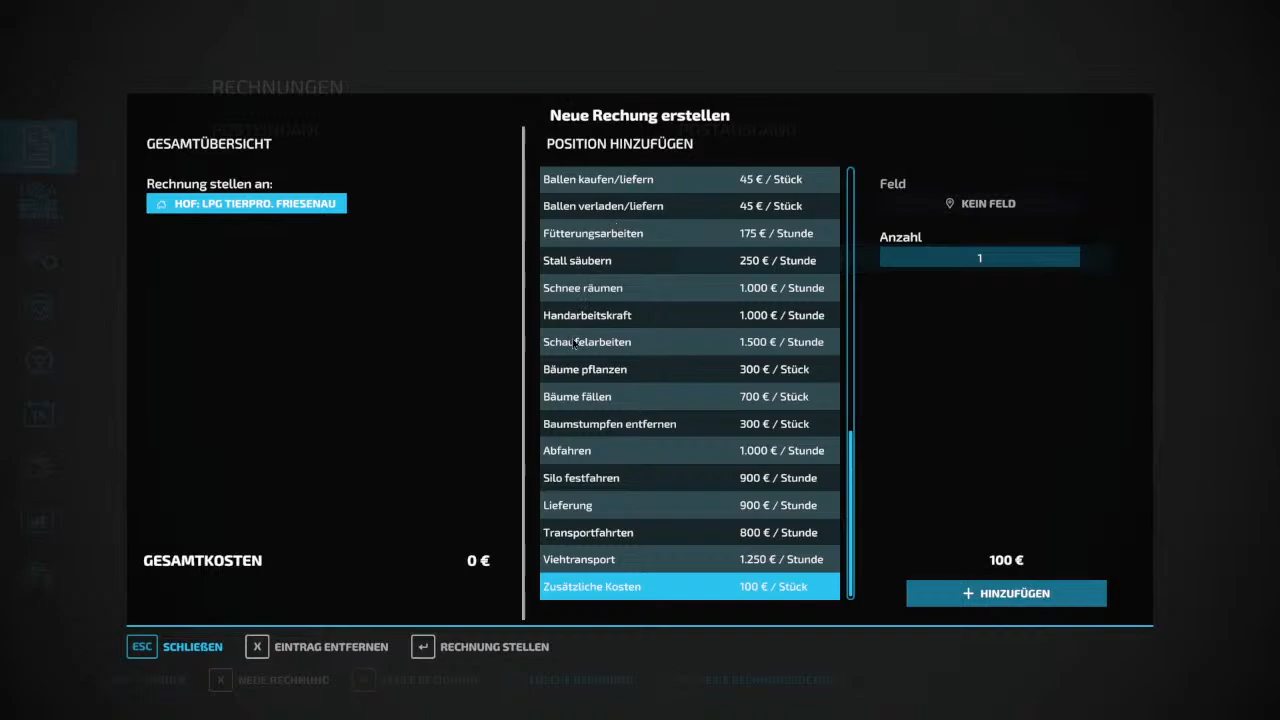 RECHNUNGEN
Neue Rechung erstellen
GESAMTÜBERSICHT
POSITION HINZUFÜGEN
Rechnung stellen an:
HOF: LPG TIERPRO. FRIESENAU
Ballen kaufen/liefern 45 € / Stück
Ballen verladen/liefern 45 € / Stück
Fütterungsarbeiten 175 € / Stunde
Stall säubern 250 € / Stunde
Schnee räumen 1.000 € / Stunde
Handarbeitskraft 1.000 € / Stunde
Schaufelarbeiten 1.500 € / Stunde
Bäume pflanzen 300 € / Stück
Bäume fällen 700 € / Stück
Baumstumpfen entfernen 300 € / Stück
Abfahren 1.000 € / Stunde
Silo festfahren 900 € / Stunde
Lieferung 900 € / Stunde
Transportfahrten 800 € / Stunde
Viehtransport 1.250 € / Stunde
Zusätzliche Kosten 100 € / Stück
Feld
KEIN FELD
Anzahl
1
GESAMTKOSTEN 0 €
100 €
+ HINZUFÜGEN
ESC SCHLIEßEN X EINTRAG ENTFERNEN ↵ RECHNUNG STELLEN
X NEUE RECHNUNG